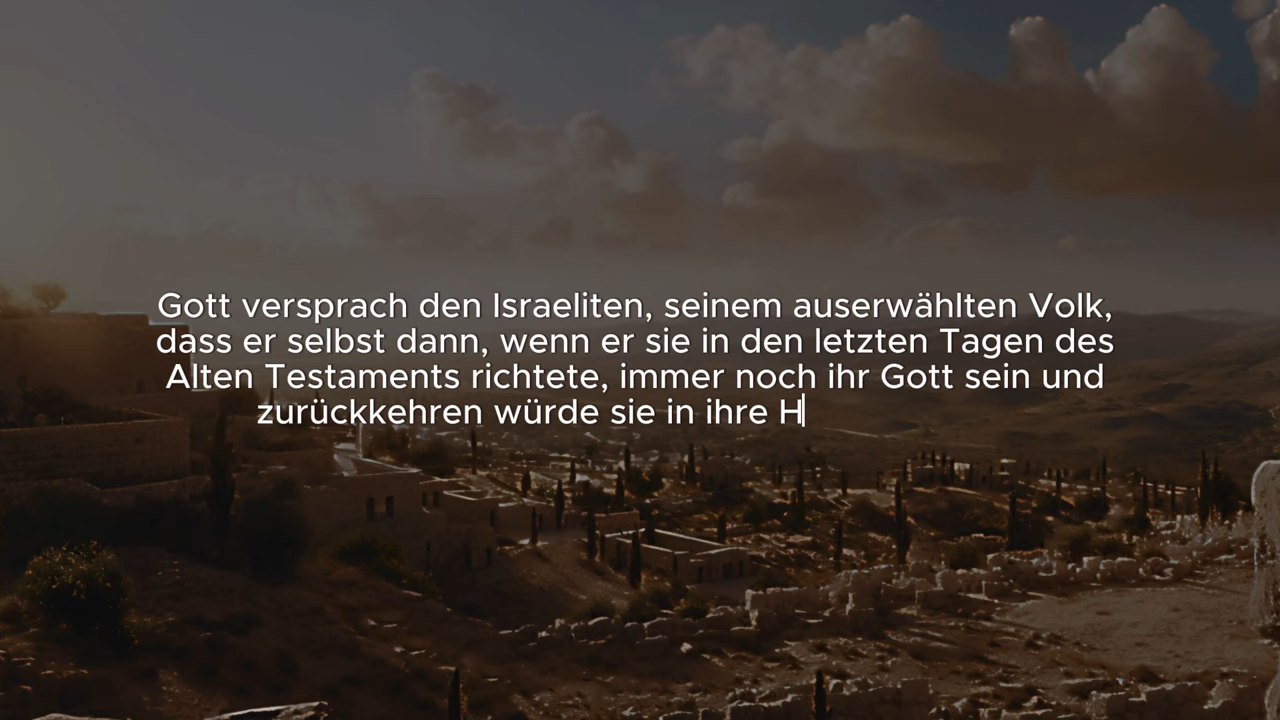 Gott versprach den Israeliten, seinem auserwählten Volk,
dass er selbst dann, wenn er sie in den letzten Tagen des
Alten Testaments richtete, immer noch ihr Gott sein und
zurückkehren würde sie in ihre H